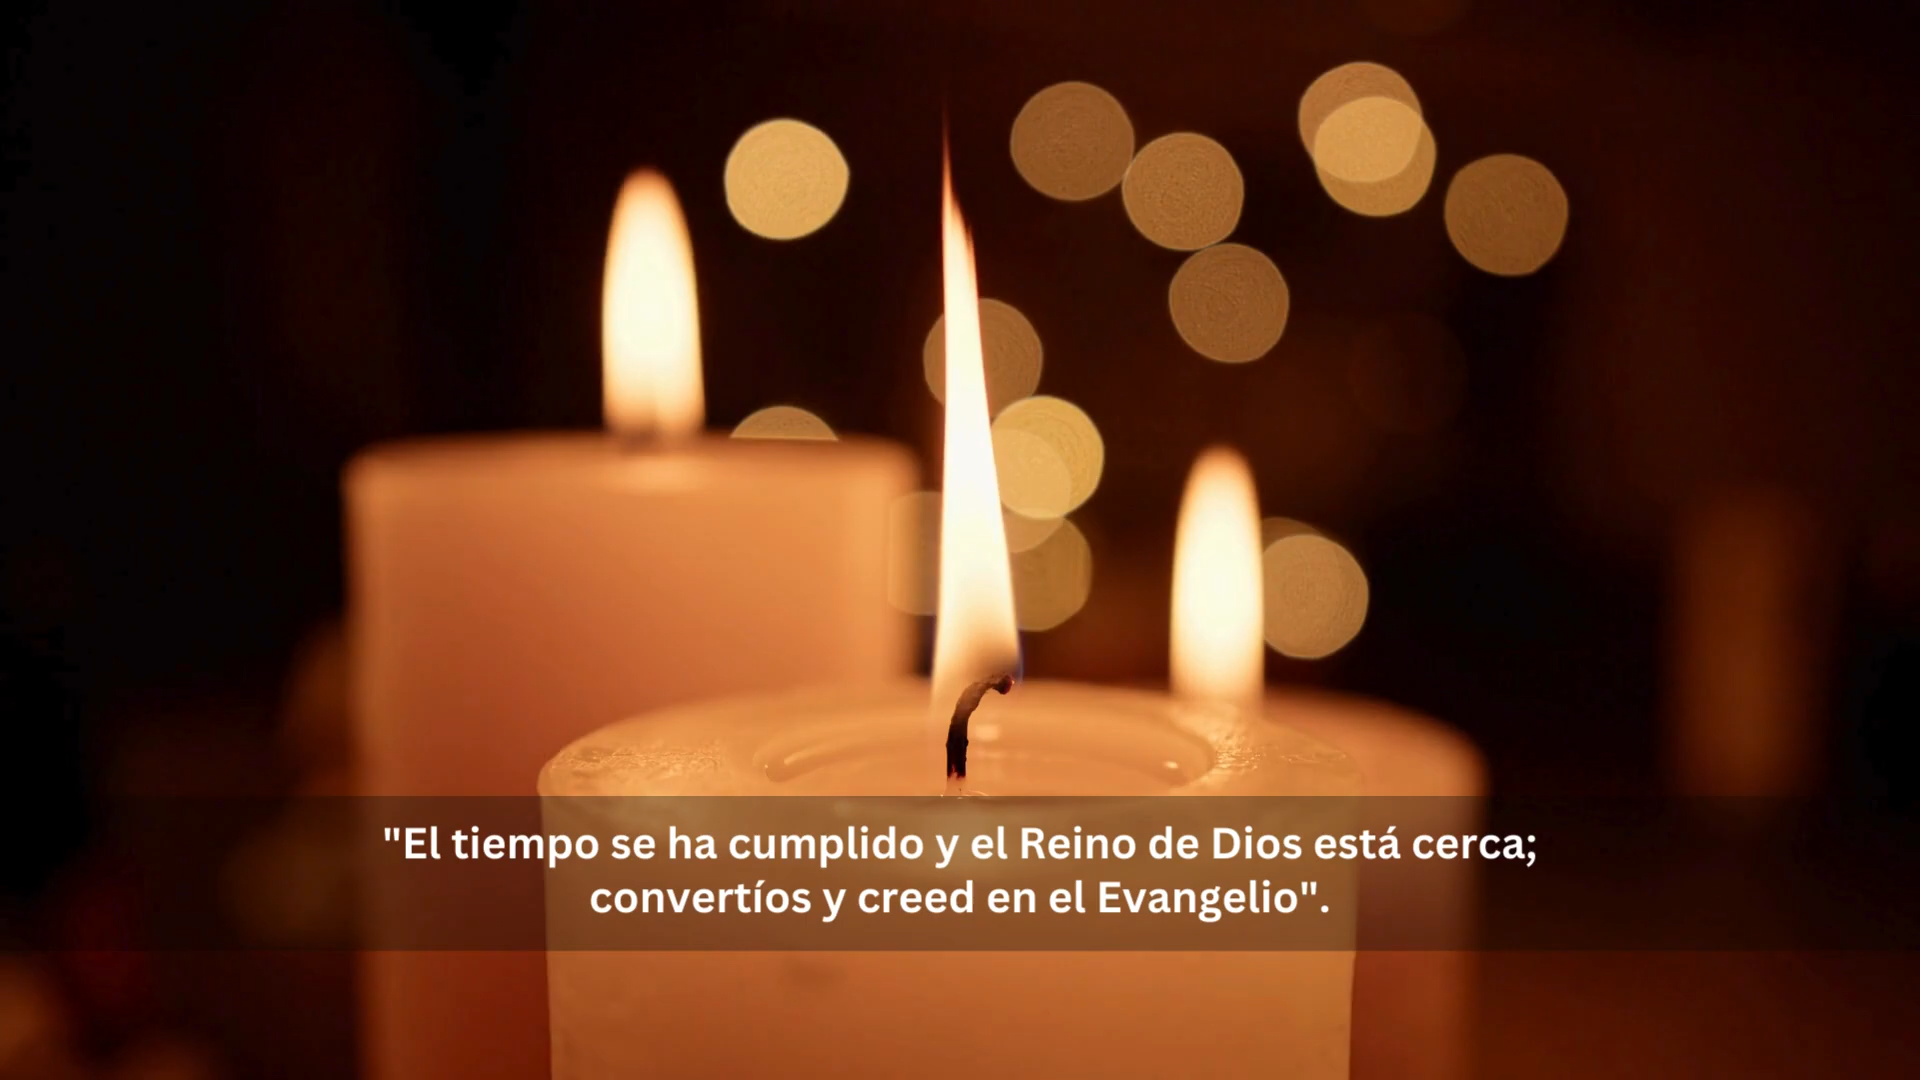 "El tiempo se ha cumplido y el Reino de Dios está cerca;
convertíos y creed en el Evangelio".